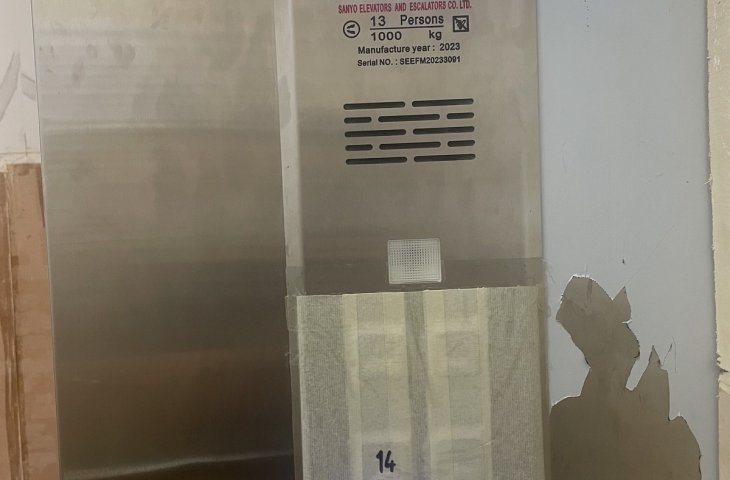 SANYO ELEVATORS AND ESCALATORS CO. LTD.
13 Persons
1000 kg
Manufacture year : 2023
Serial NO. : SEEFM20233091
14